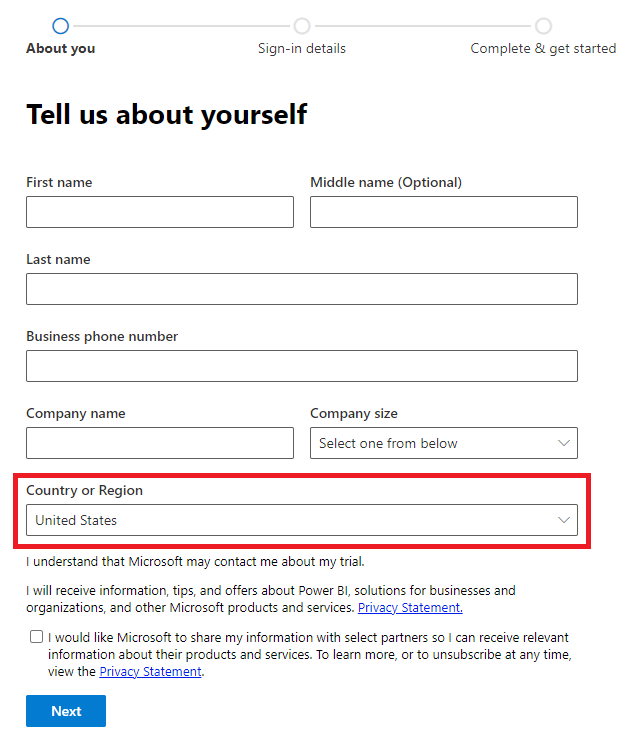 About you
Sign-in details
Complete & get started
Tell us about yourself
First name
Middle name (Optional)
Last name
Business phone number
Company name
Company size
Select one from below
Country or Region
United States
I understand that Microsoft may contact me about my trial.
I will receive information, tips, and offers about Power BI, solutions for businesses and
organizations, and other Microsoft products and services. Privacy Statement.
I would like Microsoft to share my information with select partners so I can receive relevant
information about their products and services. To learn more, or to unsubscribe at any time,
view the Privacy Statement.
Next